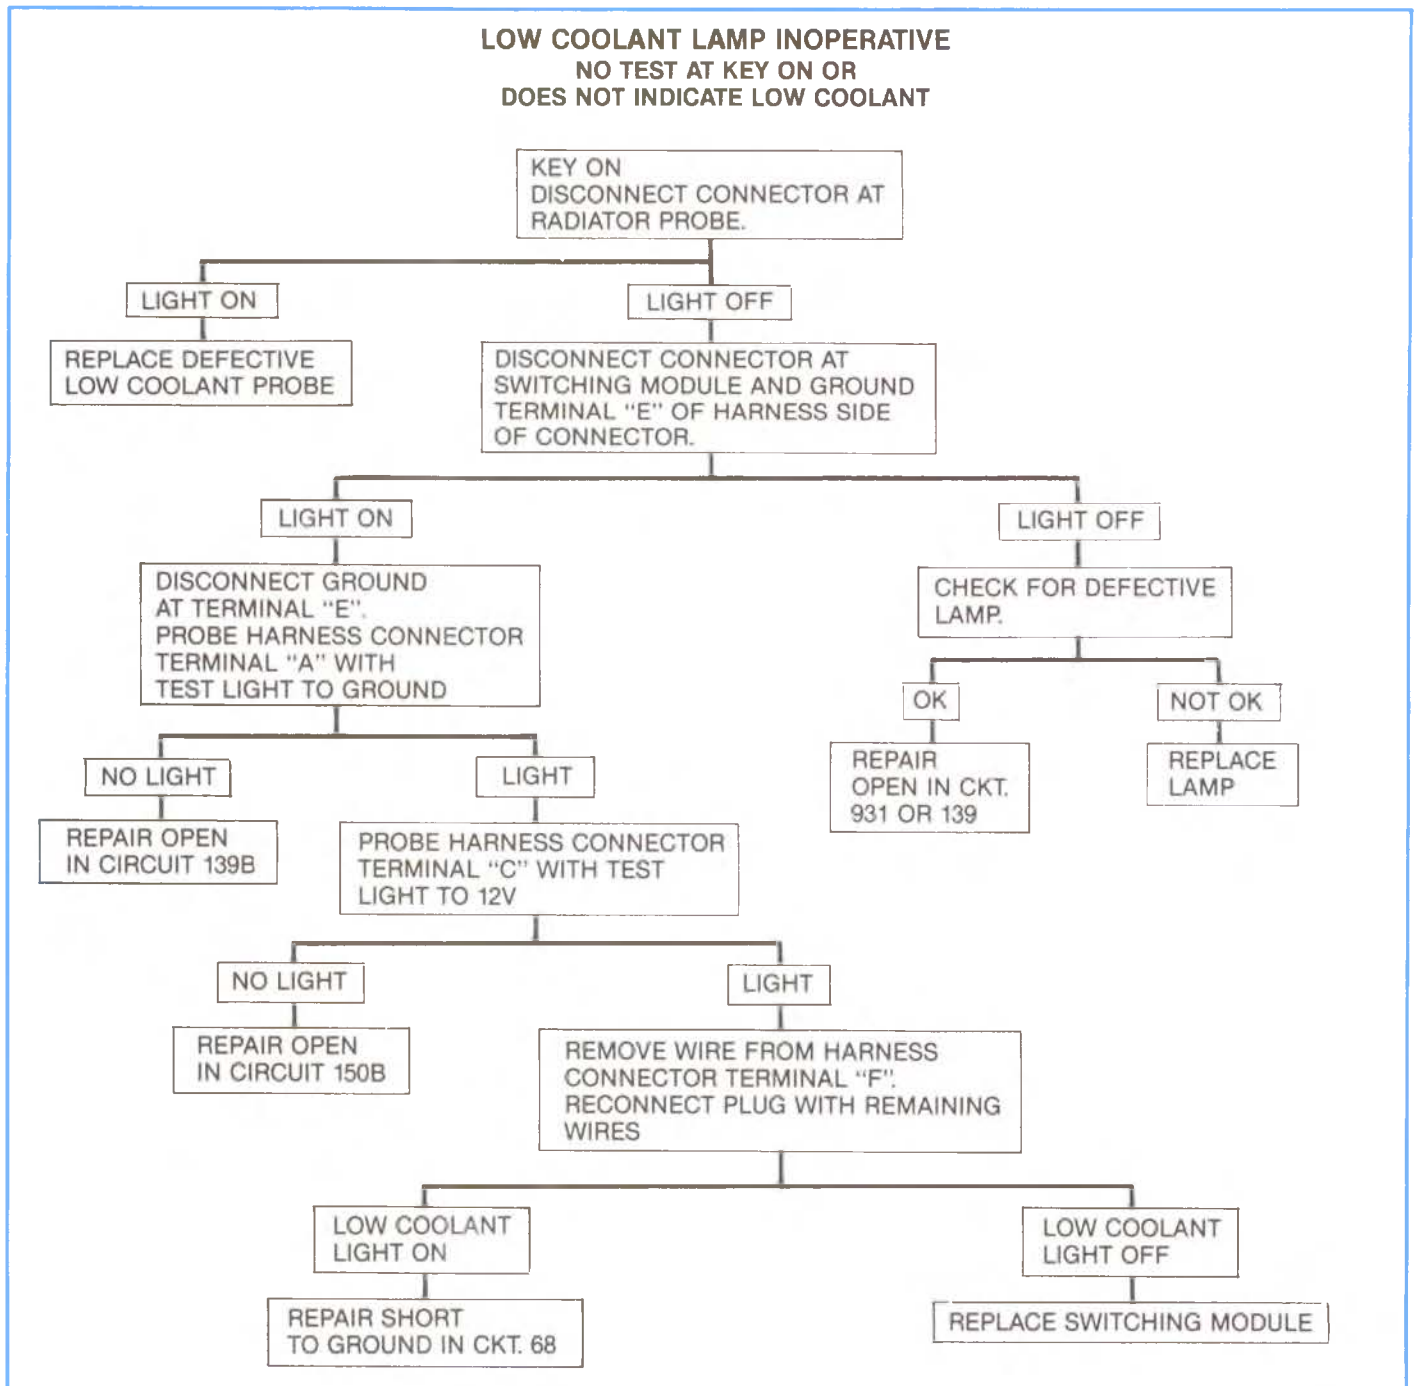 LOW COOLANT LAMP INOPERATIVE
NO TEST AT KEY ON OR
DOES NOT INDICATE LOW COOLANT
KEY ON
DISCONNECT CONNECTOR AT
RADIATOR PROBE.
LIGHT ON
LIGHT OFF
REPLACE DEFECTIVE
LOW COOLANT PROBE
DISCONNECT CONNECTOR AT
SWITCHING MODULE AND GROUND
TERMINAL "E" OF HARNESS SIDE
OF CONNECTOR.
LIGHT ON
LIGHT OFF
DISCONNECT GROUND
AT TERMINAL "E".
PROBE HARNESS CONNECTOR
TERMINAL "A" WITH
TEST LIGHT TO GROUND
CHECK FOR DEFECTIVE
LAMP.
OK
NOT OK
REPAIR
OPEN IN CKT.
931 OR 139
REPLACE
LAMP
NO LIGHT
LIGHT
REPAIR OPEN
IN CIRCUIT 139B
PROBE HARNESS CONNECTOR
TERMINAL "C" WITH TEST
LIGHT TO 12V
NO LIGHT
LIGHT
REPAIR OPEN
IN CIRCUIT 150B
REMOVE WIRE FROM HARNESS
CONNECTOR TERMINAL "F".
RECONNECT PLUG WITH REMAINING
WIRES
LOW COOLANT
LIGHT ON
LOW COOLANT
LIGHT OFF
REPAIR SHORT
TO GROUND IN CKT. 68
REPLACE SWITCHING MODULE